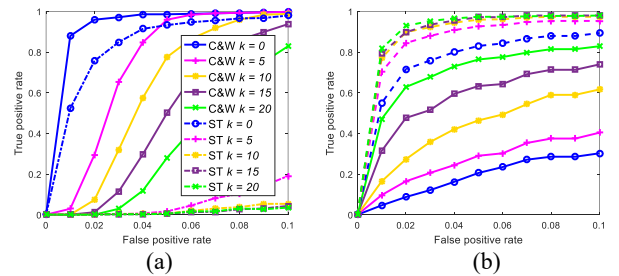 1
0.8
0.6
0.4
0.2
0
True positive rate
0 0.02 0.04 0.06 0.08 0.1
False positive rate
C&W k = 0
C&W k = 5
C&W k = 10
C&W k = 15
C&W k = 20
ST k = 0
ST k = 5
ST k = 10
ST k = 15
ST k = 20
(a)
1
0.8
0.6
0.4
0.2
0
True positive rate
0 0.02 0.04 0.06 0.08 0.1
False positive rate
(b)